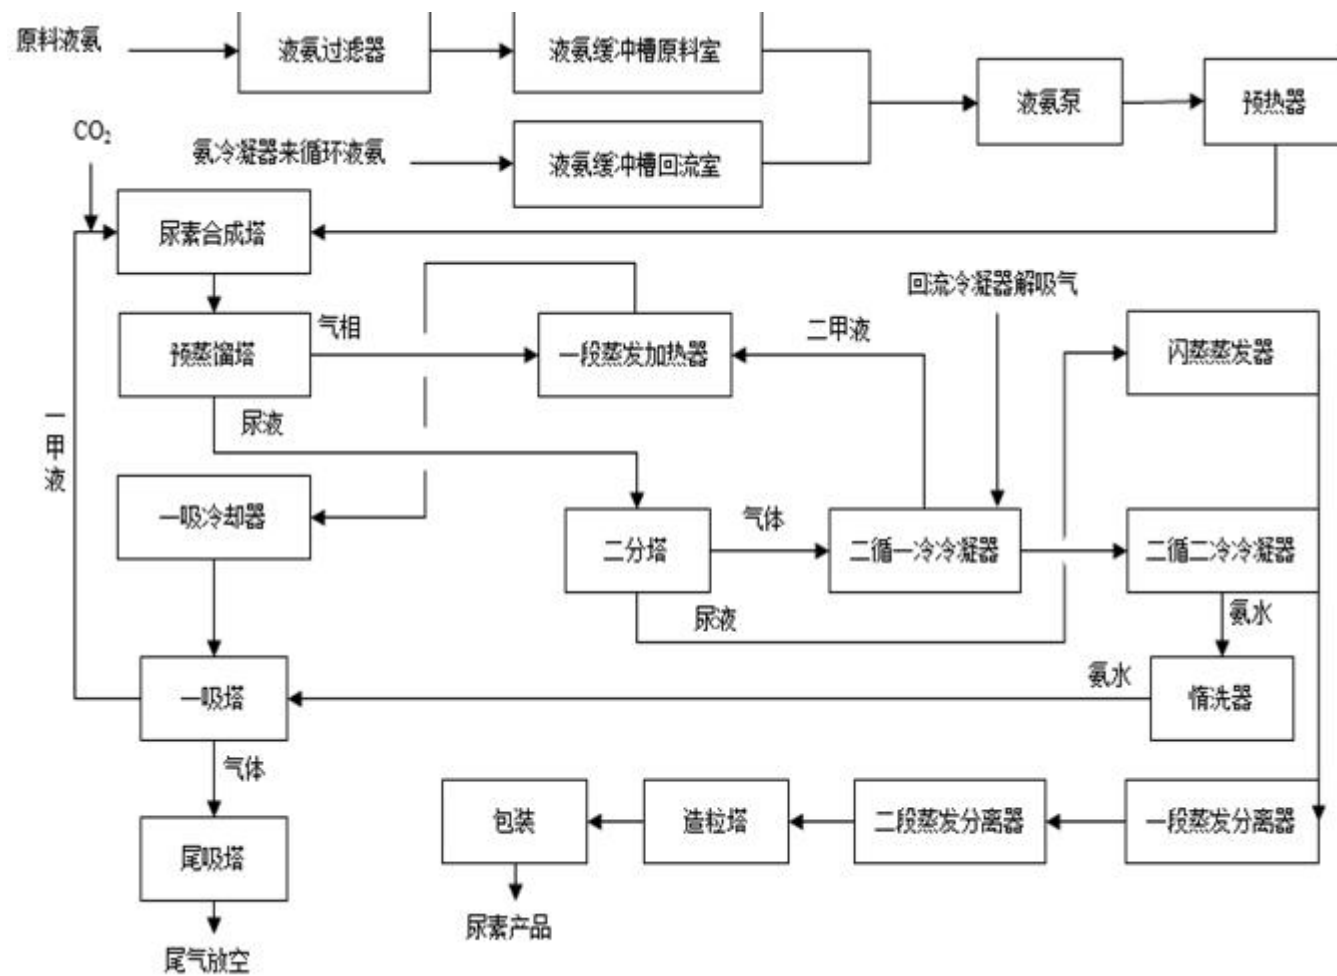 原料液氨
液氨过滤器
液氨缓冲槽原料室
液氨泵
预热器
CO₂
氨冷凝器来循环液氨
液氨缓冲槽回流室
尿素合成塔
回流冷凝器解吸气
预蒸馏塔
气相
一段蒸发加热器
二甲液
闪蒸蒸发器
尿液
一甲液
一吸冷却器
二分塔
气体
二循一冷冷凝器
二循二冷冷凝器
尿液
氨水
一吸塔
氨水
惰洗器
气体
包装
造粒塔
二段蒸发分离器
一段蒸发分离器
尾吸塔
尿素产品
尾气放空